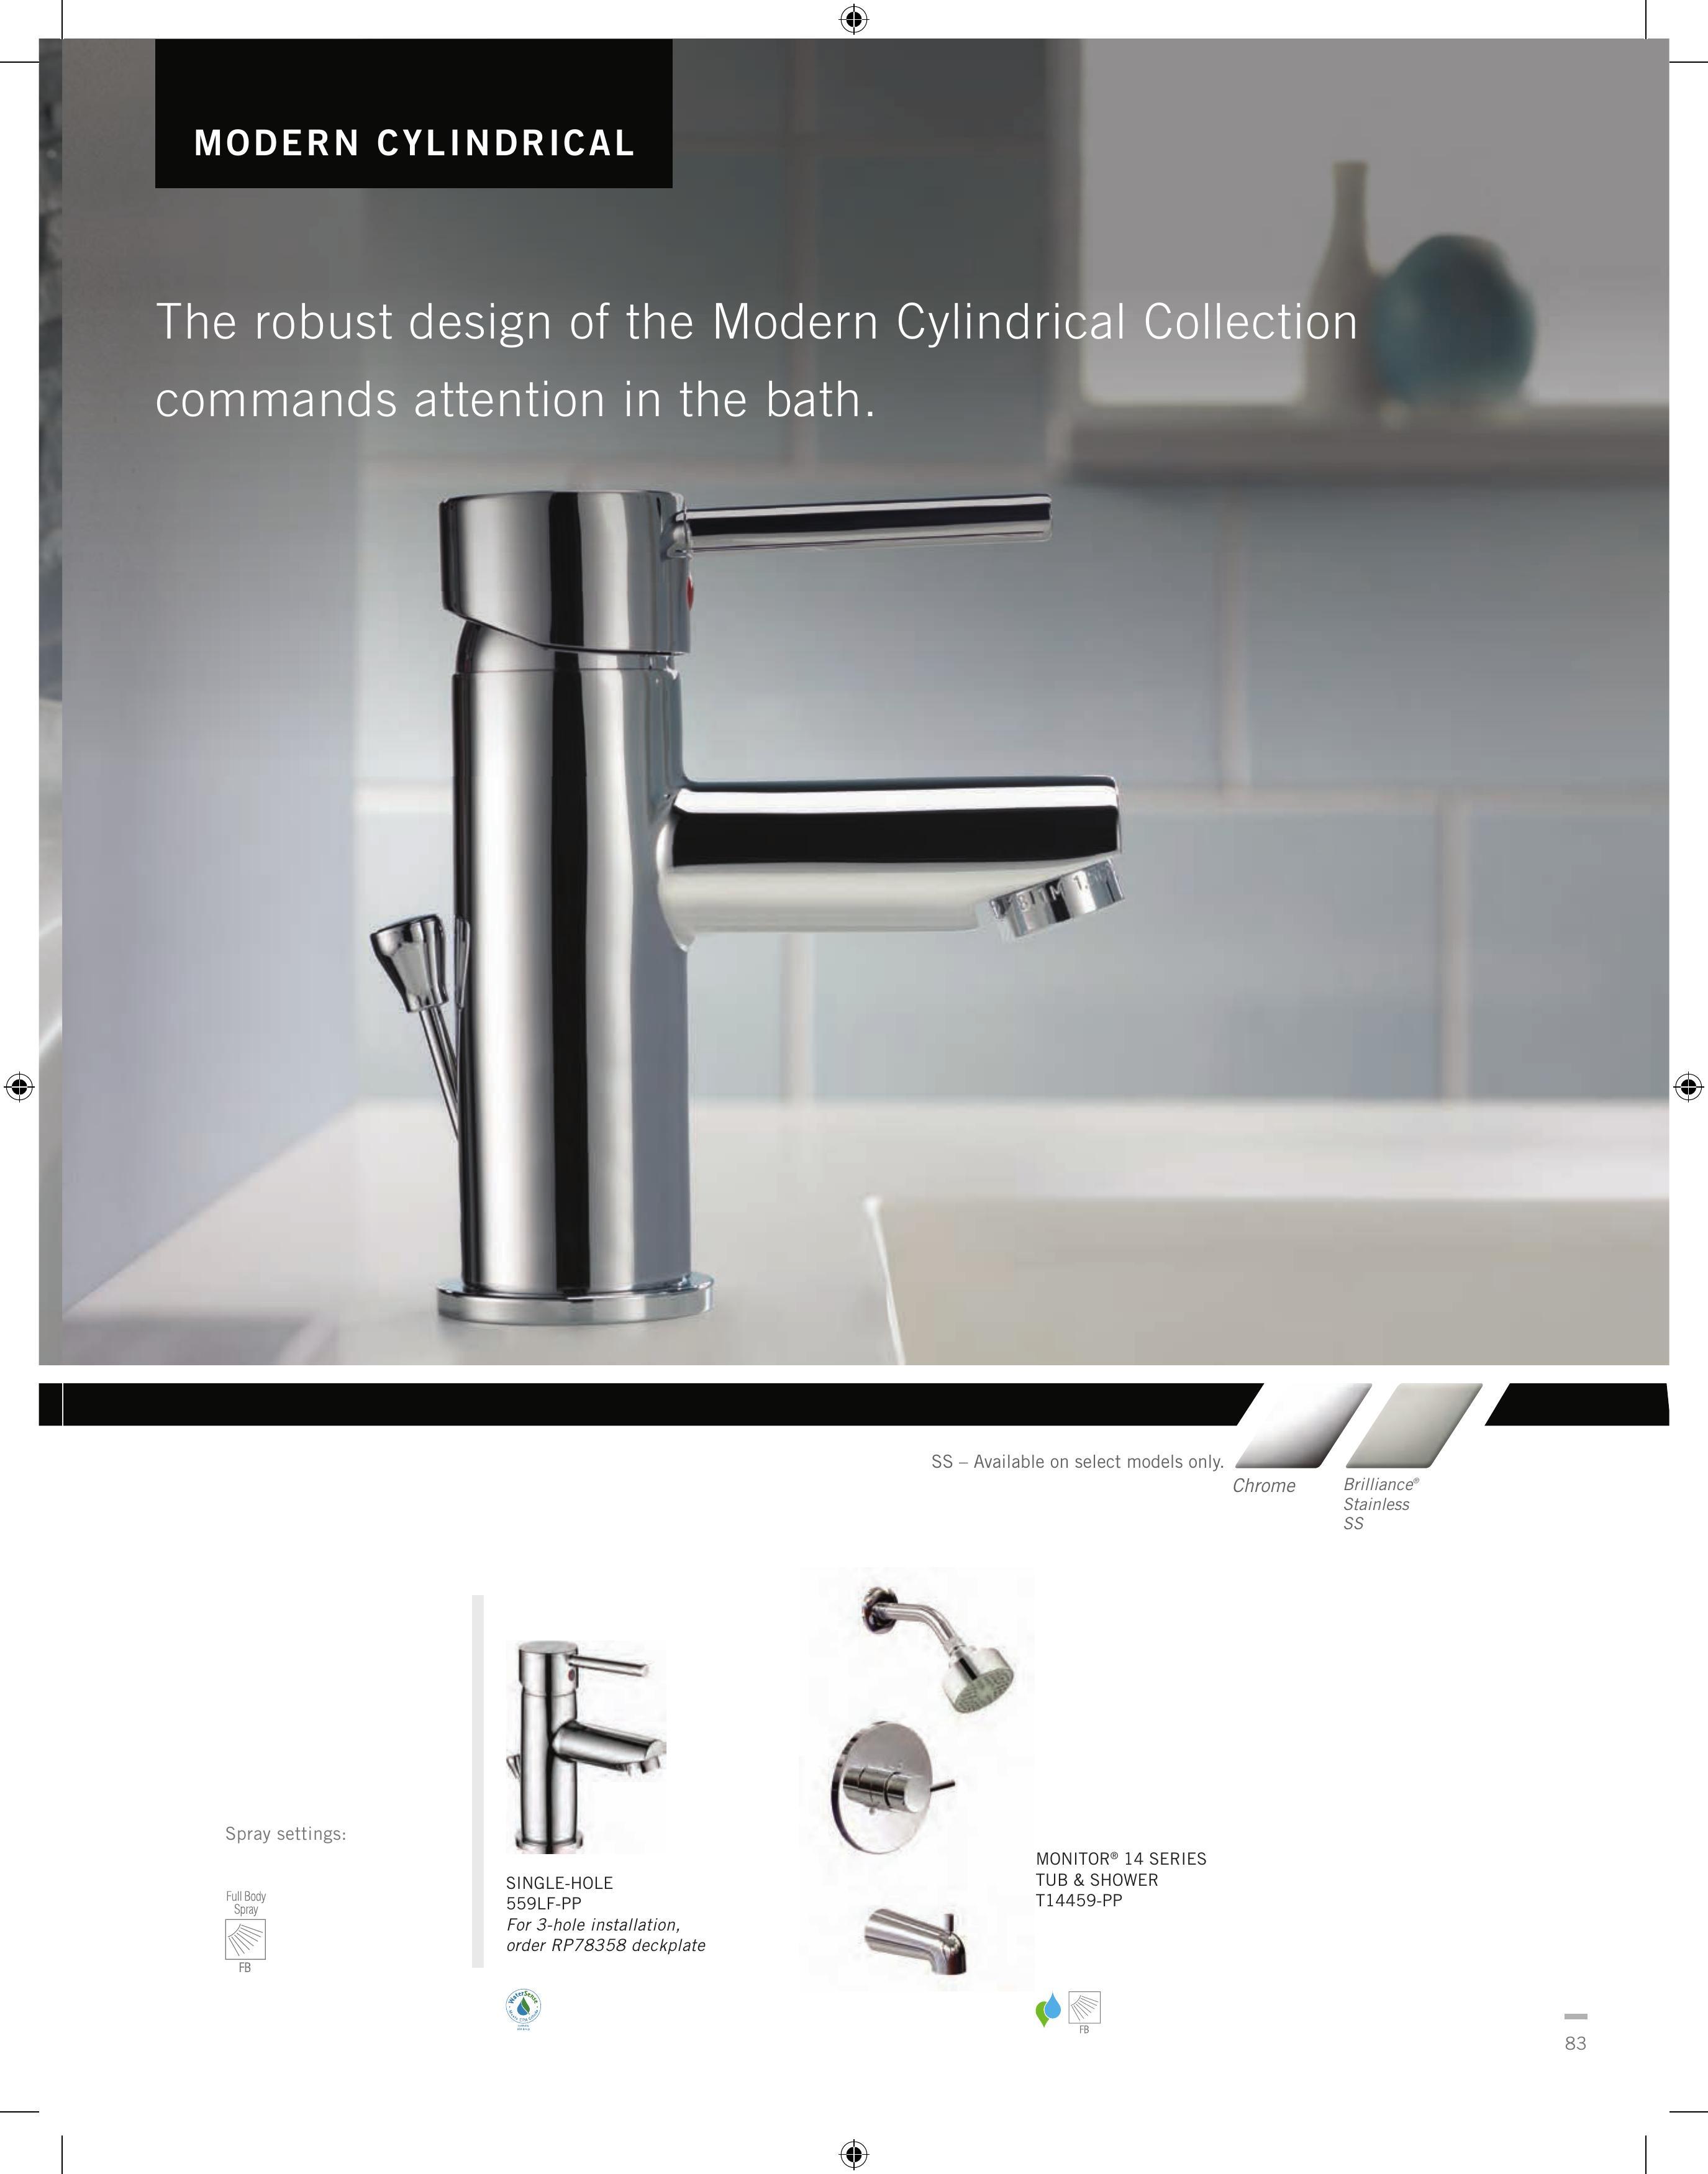 MODERN CYLINDRICAL
The robust design of the Modern Cylindrical Collection
commands attention in the bath.
SS – Available on select models only.
Chrome
Brilliance®
Stainless
SS
Spray settings:
Full Body
Spray
FB
SINGLE-HOLE
559LF-PP
For 3-hole installation,
order RP78358 deckplate
WaterSense
MONITOR® 14 SERIES
TUB & SHOWER
T14459-PP
FB
83